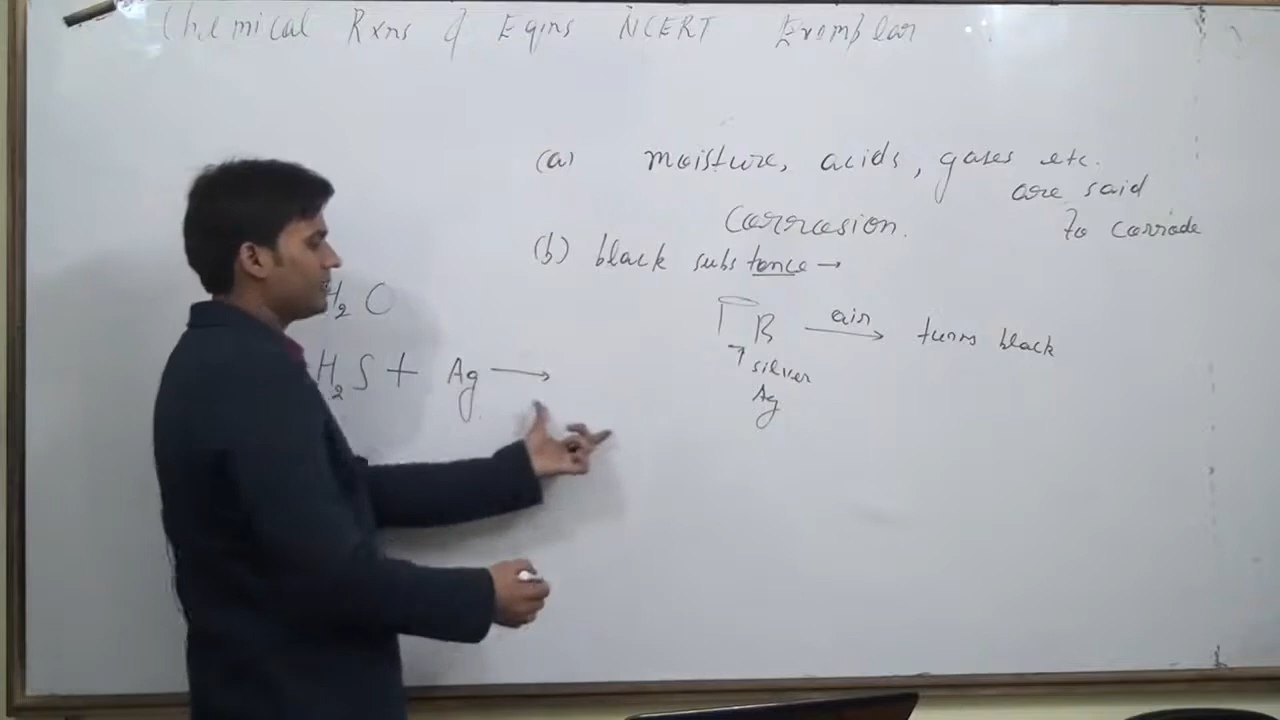 Chemical Rxns & Eqns NCERT Exemplar
(a) moisture, acids, gases etc.
are said
to corrode
Corrosion.
(b) black substance →
H₂O
B air→ turns black
silver
Ag
H₂S + Ag →